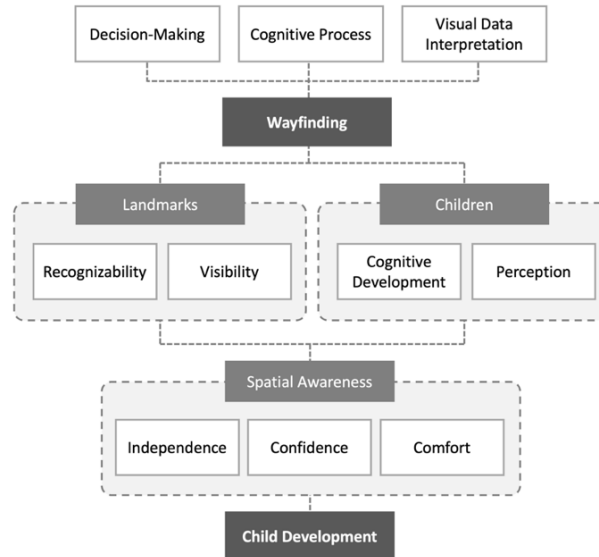 Decision-Making
Cognitive Process
Visual Data
Interpretation
Wayfinding
Landmarks
Children
Recognizability
Visibility
Cognitive
Development
Perception
Spatial Awareness
Independence
Confidence
Comfort
Child Development